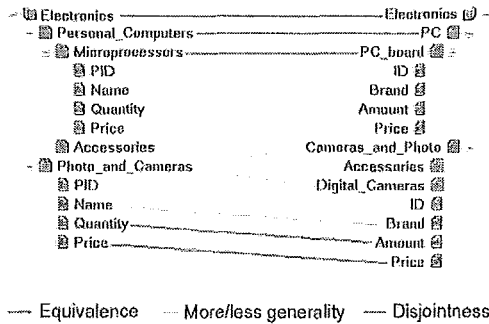 Electronics Electronics
Personal_Computers PC
Microprocessors PC_board
PID ID
Name Brand
Quantity Amount
Price Price
Accessories Cameras_and_Photo
Photo_and_Cameras Accessories
PID Digital_Cameras
Name ID
Quantity Brand
Price Amount
Price
Equivalence More/less generality Disjointness